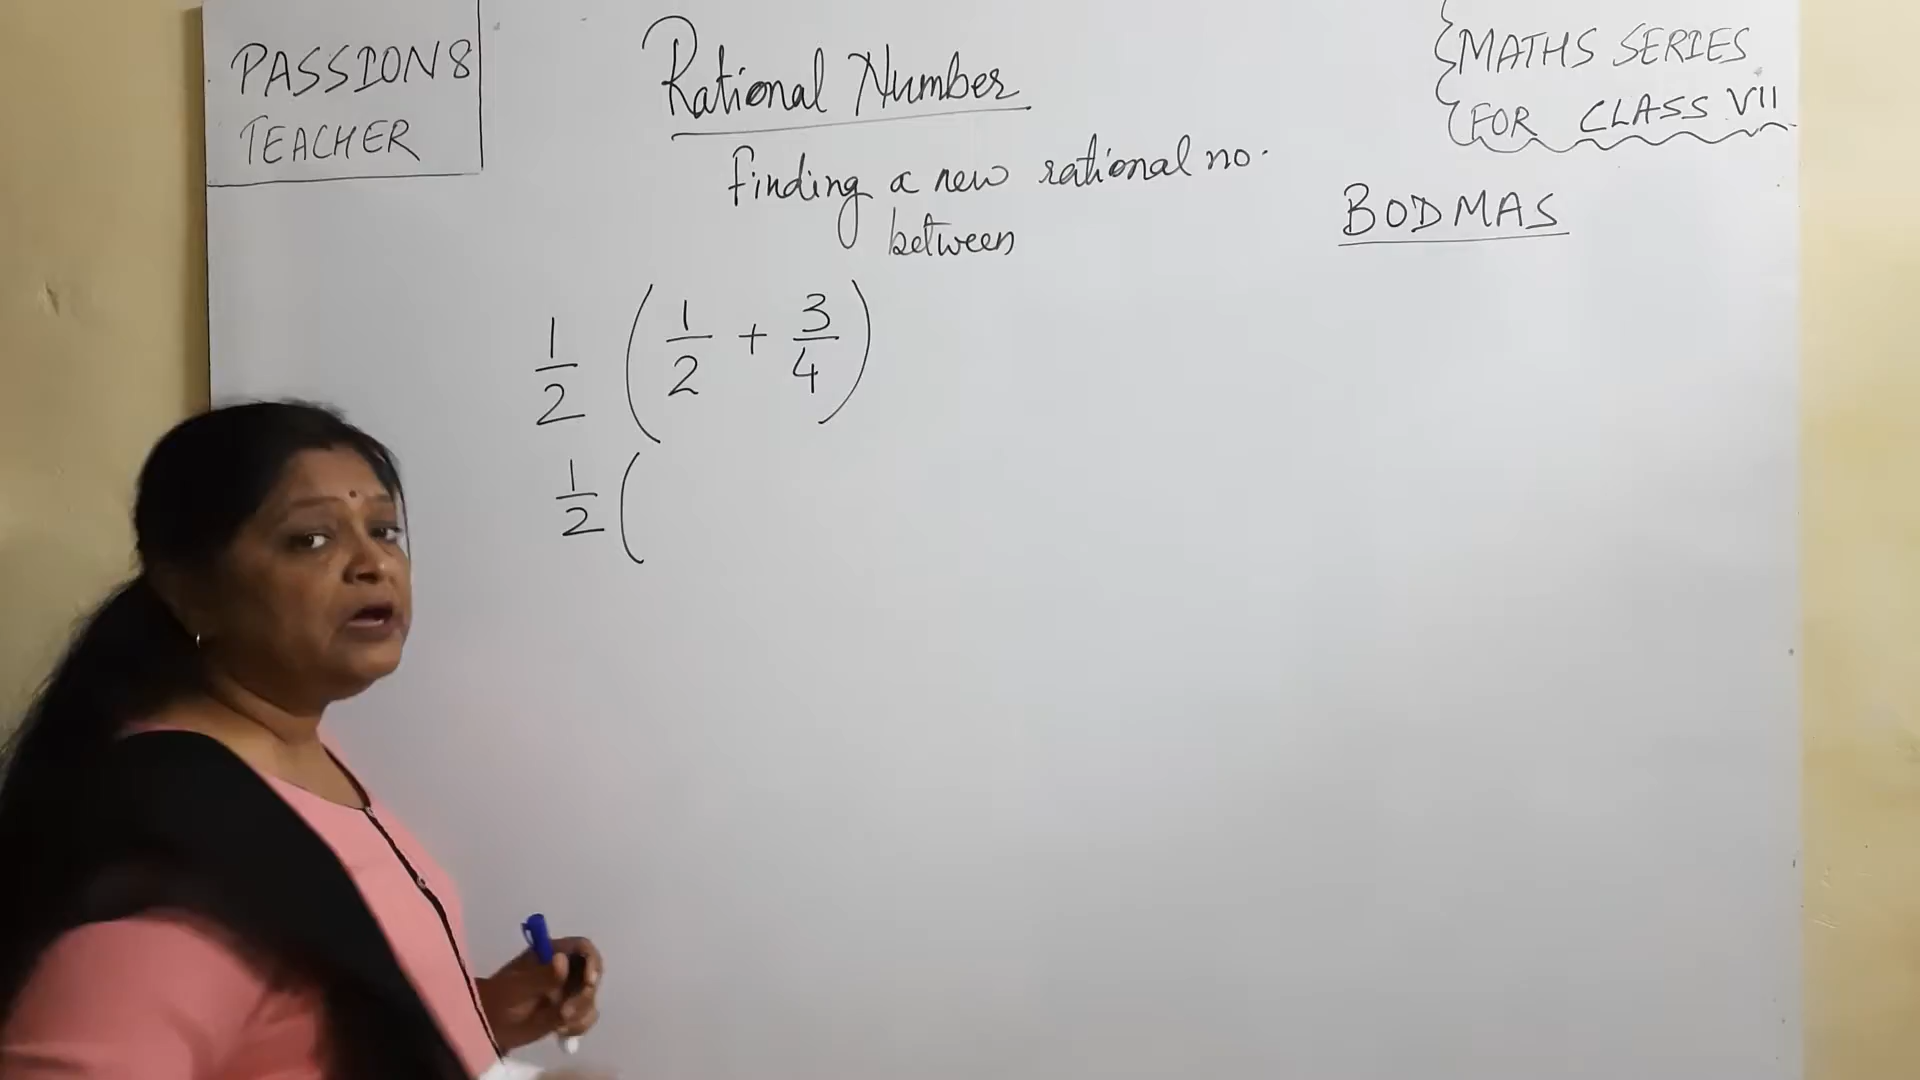 PASSION8
TEACHER
Rational Number
finding a new rational no.
between
MATHS SERIES
FOR CLASS VII
BODMAS
1/2 (1/2 + 3/4)
1/2 (